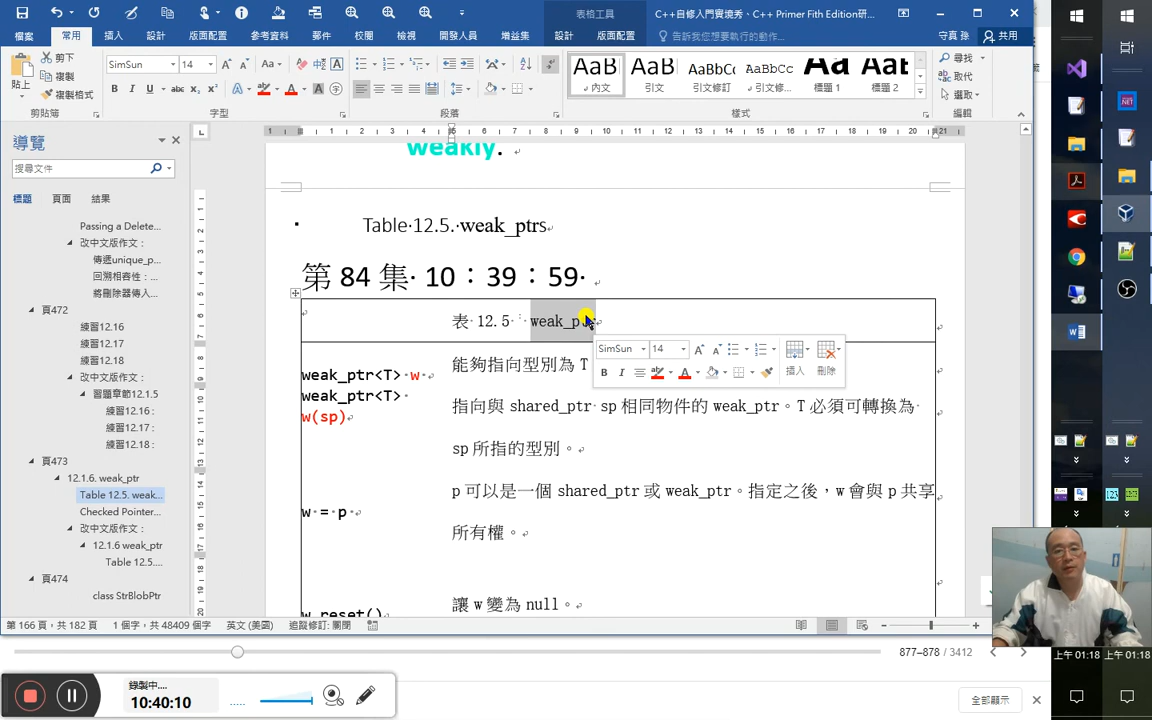 表格工具
C++自修入門實境秀、C++ Primer Fith Edition研...
檔案
常用
插入
設計
版面配置
參考資料
郵件
校閱
檢視
開發人員
增益集
設計
版面配置
告訴我您想要執行的動作...
守真 孫
共用
貼上
剪下
複製
複製格式
剪貼簿
SimSun
14
字型
段落
AaB
內文
AaB
引文
AaBbCc
引文修訂
AaBbCc
引文修...
Aa
標題 1
Aat
標題 2
樣式
尋找
取代
選取
編輯
導覽
搜尋文件
標題
頁面
結果
Passing a Delete...
改中文版作文：
傳遞unique_p...
回溯相容性：...
將刪除器傳入...
頁472
練習12.16
練習12.17
練習12.18
習題章節12.1.5
練習12.16 :
練習12.17 :
練習12.18 :
頁473
12.1.6. weak_ptr
Table 12.5. weak...
Checked Pointer...
改中文版作文：
12.1.6 weak_ptr
Table 12.5....
頁474
class StrBlobPtr
weakly.
Table 12.5. weak_ptrs
第 84 集 10：39：59
表 12.5：weak_ptr
SimSun
14
插入
刪除
weak_ptr<T> w
能夠指向型別為 T
weak_ptr<T>
w(sp)
指向與 shared_ptr sp 相同物件的 weak_ptr。T 必須可轉換為
sp 所指的型別。
w = p
p 可以是一個 shared_ptr 或 weak_ptr。指定之後，w 會與 p 共享
所有權。
w.reset()
讓 w 變為 null。
第 166 頁，共 182 頁
1 個字，共 48409 個字
英文 (美國)
追蹤修訂: 關閉
877–878 / 3412
錄製中....
10:40:10
全部顯示
上午 01:18
上午 01:18